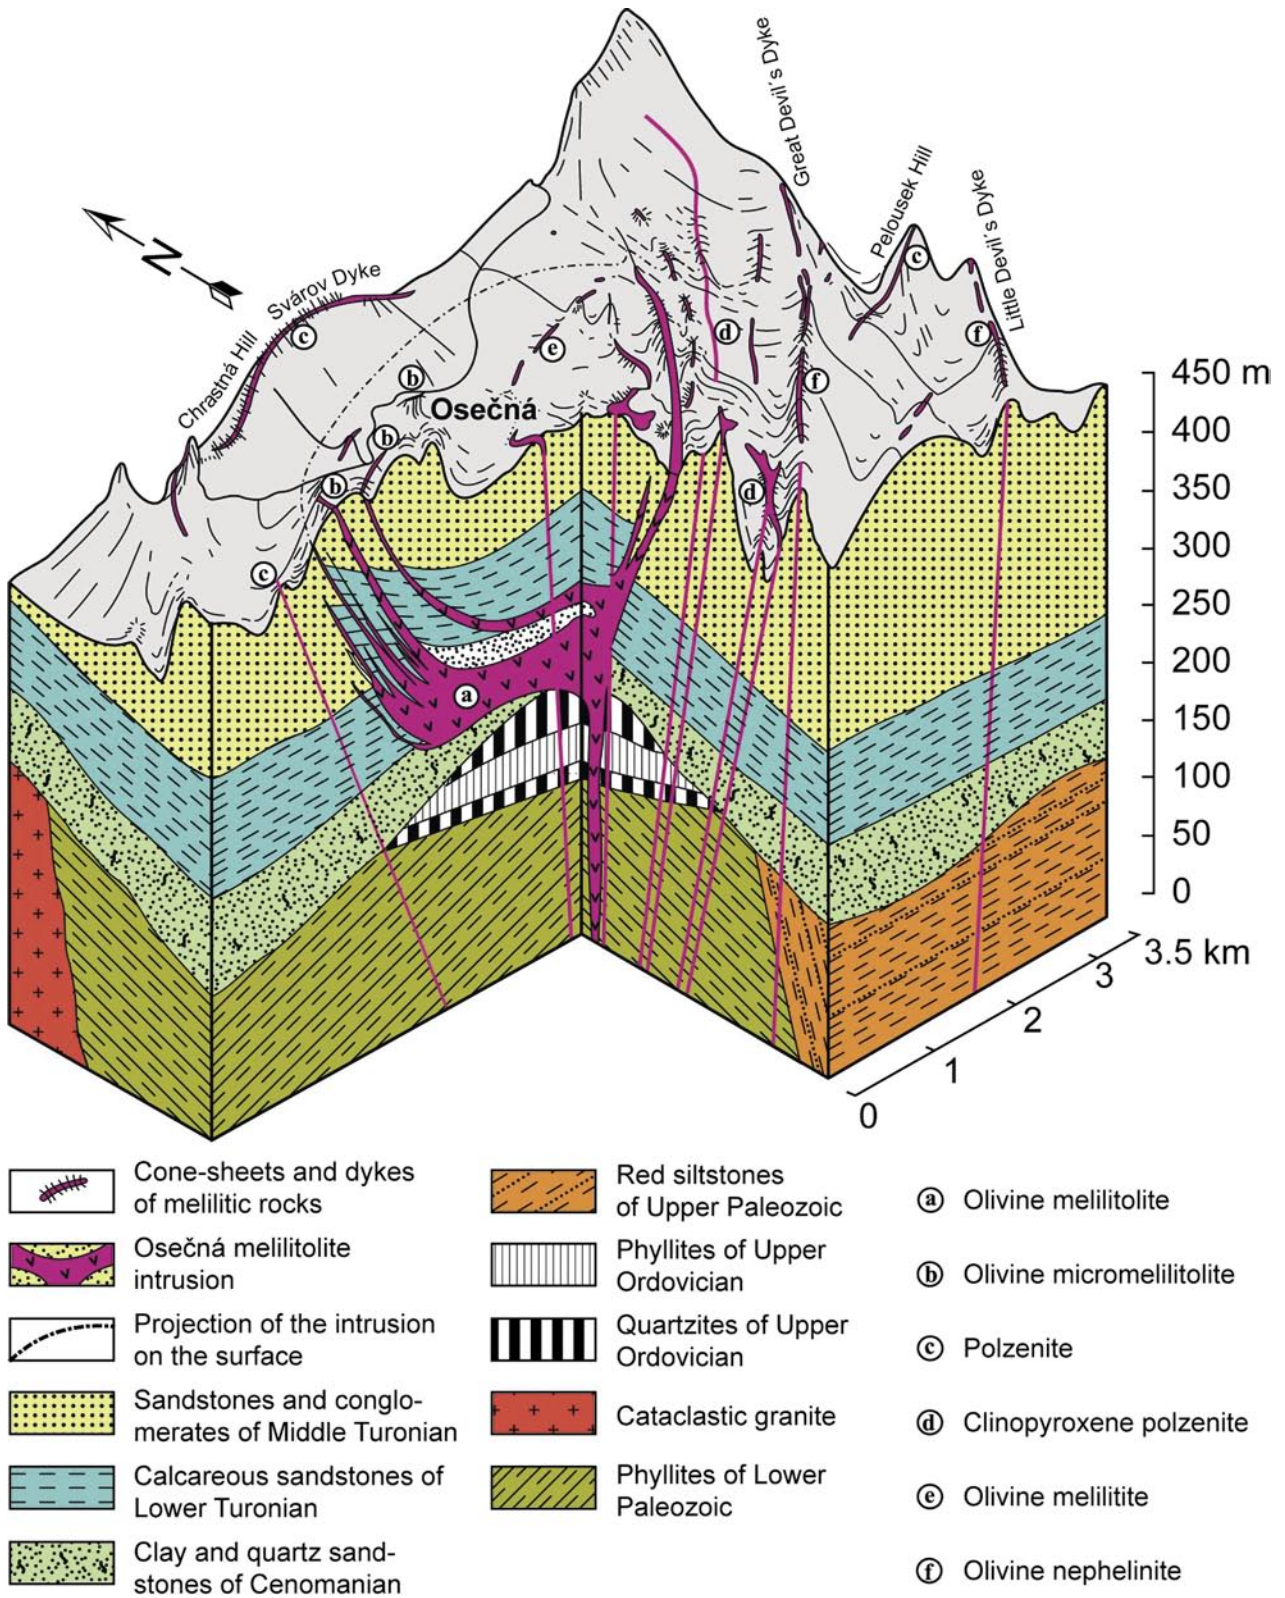 Great Devil´s Dyke
Pelousek Hill
Little Devil´s Dyke
N
Svárov Dyke
Chrastná Hill
c
c
f
d
e
b
f
Osečná
b
b
d
c
a
450 m
400
350
300
250
200
150
100
50
0
3.5 km
3
2
1
0
Cone-sheets and dykes
of melilitic rocks
Osečná melilitolite
intrusion
Projection of the intrusion
on the surface
Sandstones and conglo-
merates of Middle Turonian
Calcareous sandstones of
Lower Turonian
Clay and quartz sand-
stones of Cenomanian
Red siltstones
of Upper Paleozoic
Phyllites of Upper
Ordovician
Quartzites of Upper
Ordovician
Cataclastic granite
Phyllites of Lower
Paleozoic
a Olivine melilitolite
b Olivine micromelilitolite
c Polzenite
d Clinopyroxene polzenite
e Olivine melilitite
f Olivine nephelinite